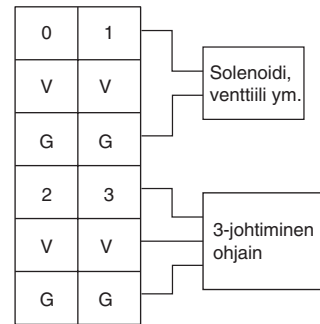 0 1
Solenoidi,
venttiili ym.
V V
G G
2 3
3-johtiminen
ohjain
V V
G G